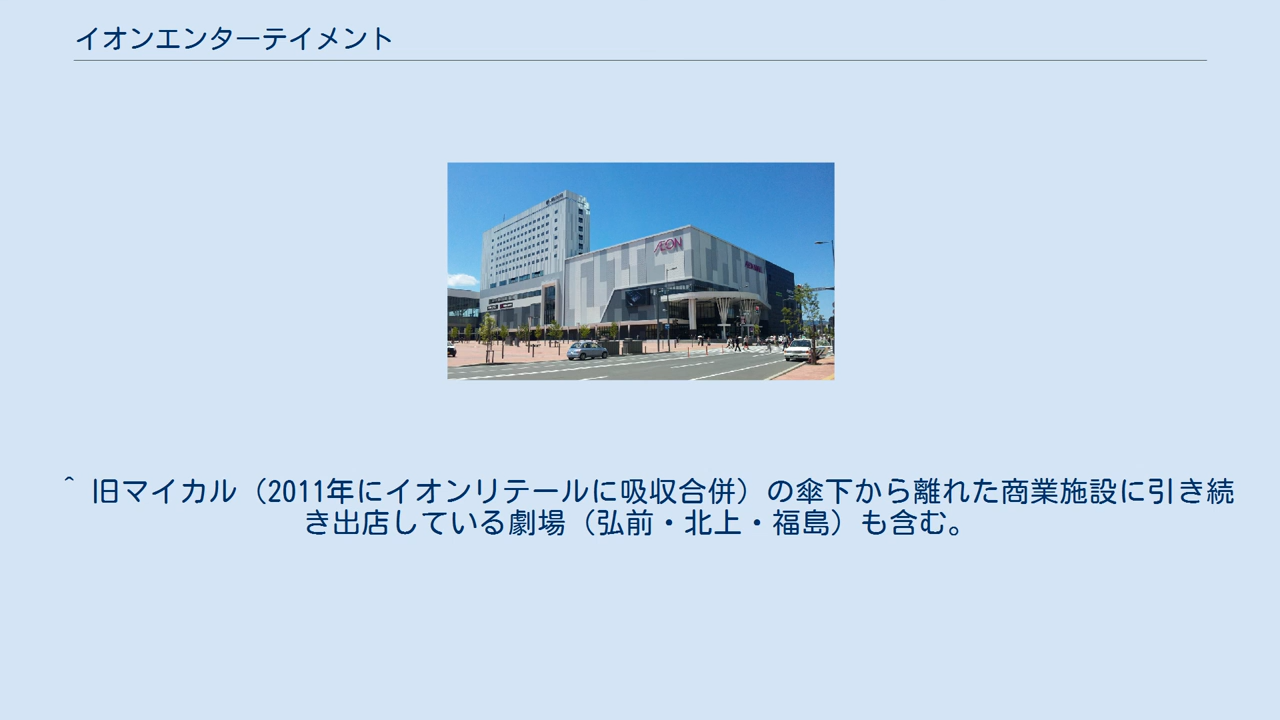 イオンエンターテイメント
ÆON
^ 旧マイカル（2011年にイオンリテールに吸収合併）の傘下から離れた商業施設に引き続
き出店している劇場（弘前・北上・福島）も含む。